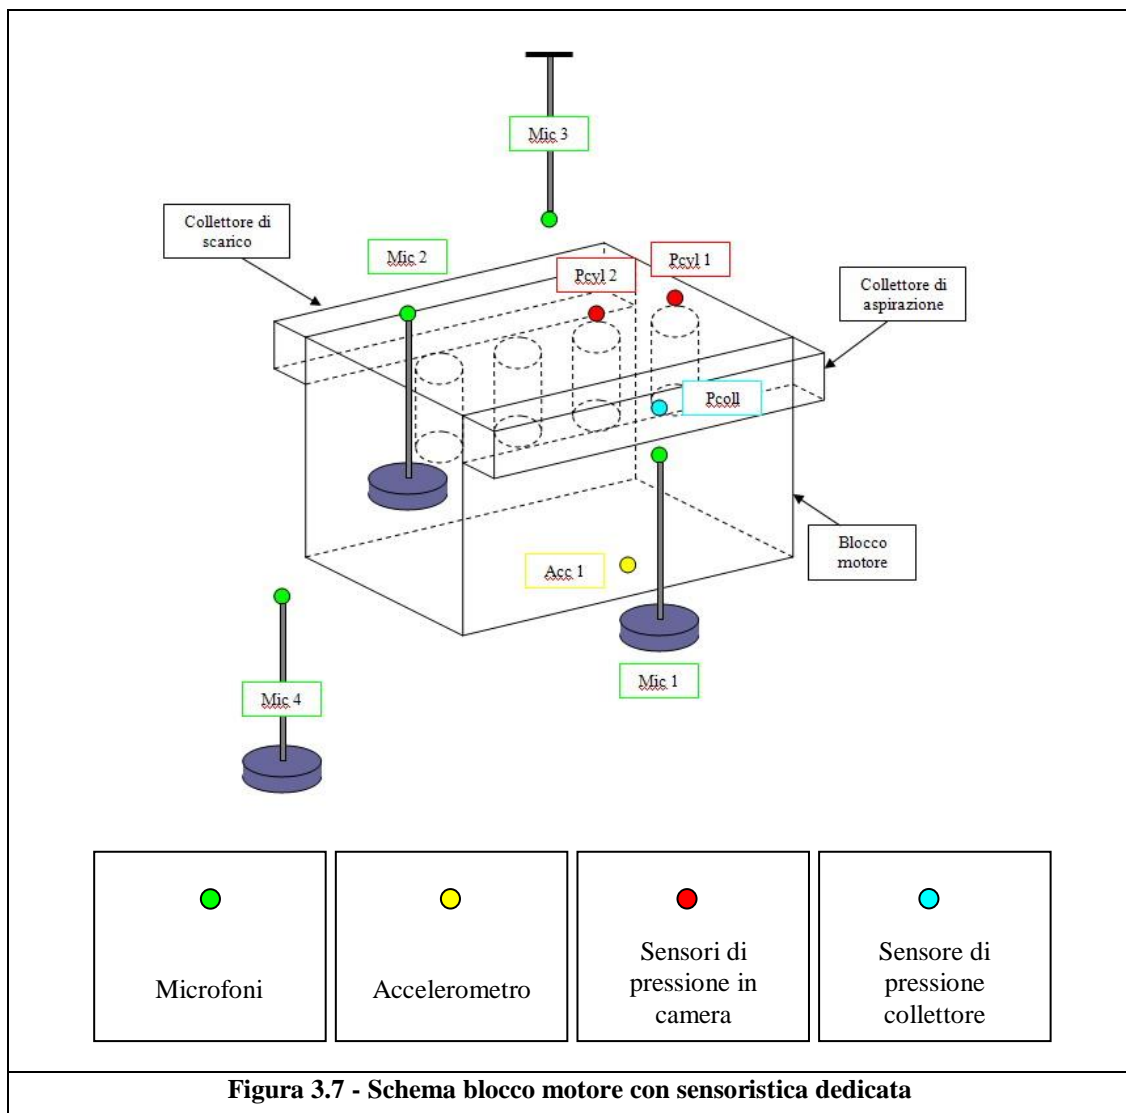 Mic 3
Collettore di
scarico
Mic 2
Pcyl 2
Pcyl 1
Collettore di
aspirazione
Pcoll
Blocco
motore
Acc 1
Mic 1
Mic 4
Microfoni
Accelerometro
Sensori di
pressione in
camera
Sensore di
pressione
collettore
Figura 3.7 - Schema blocco motore con sensoristica dedicata